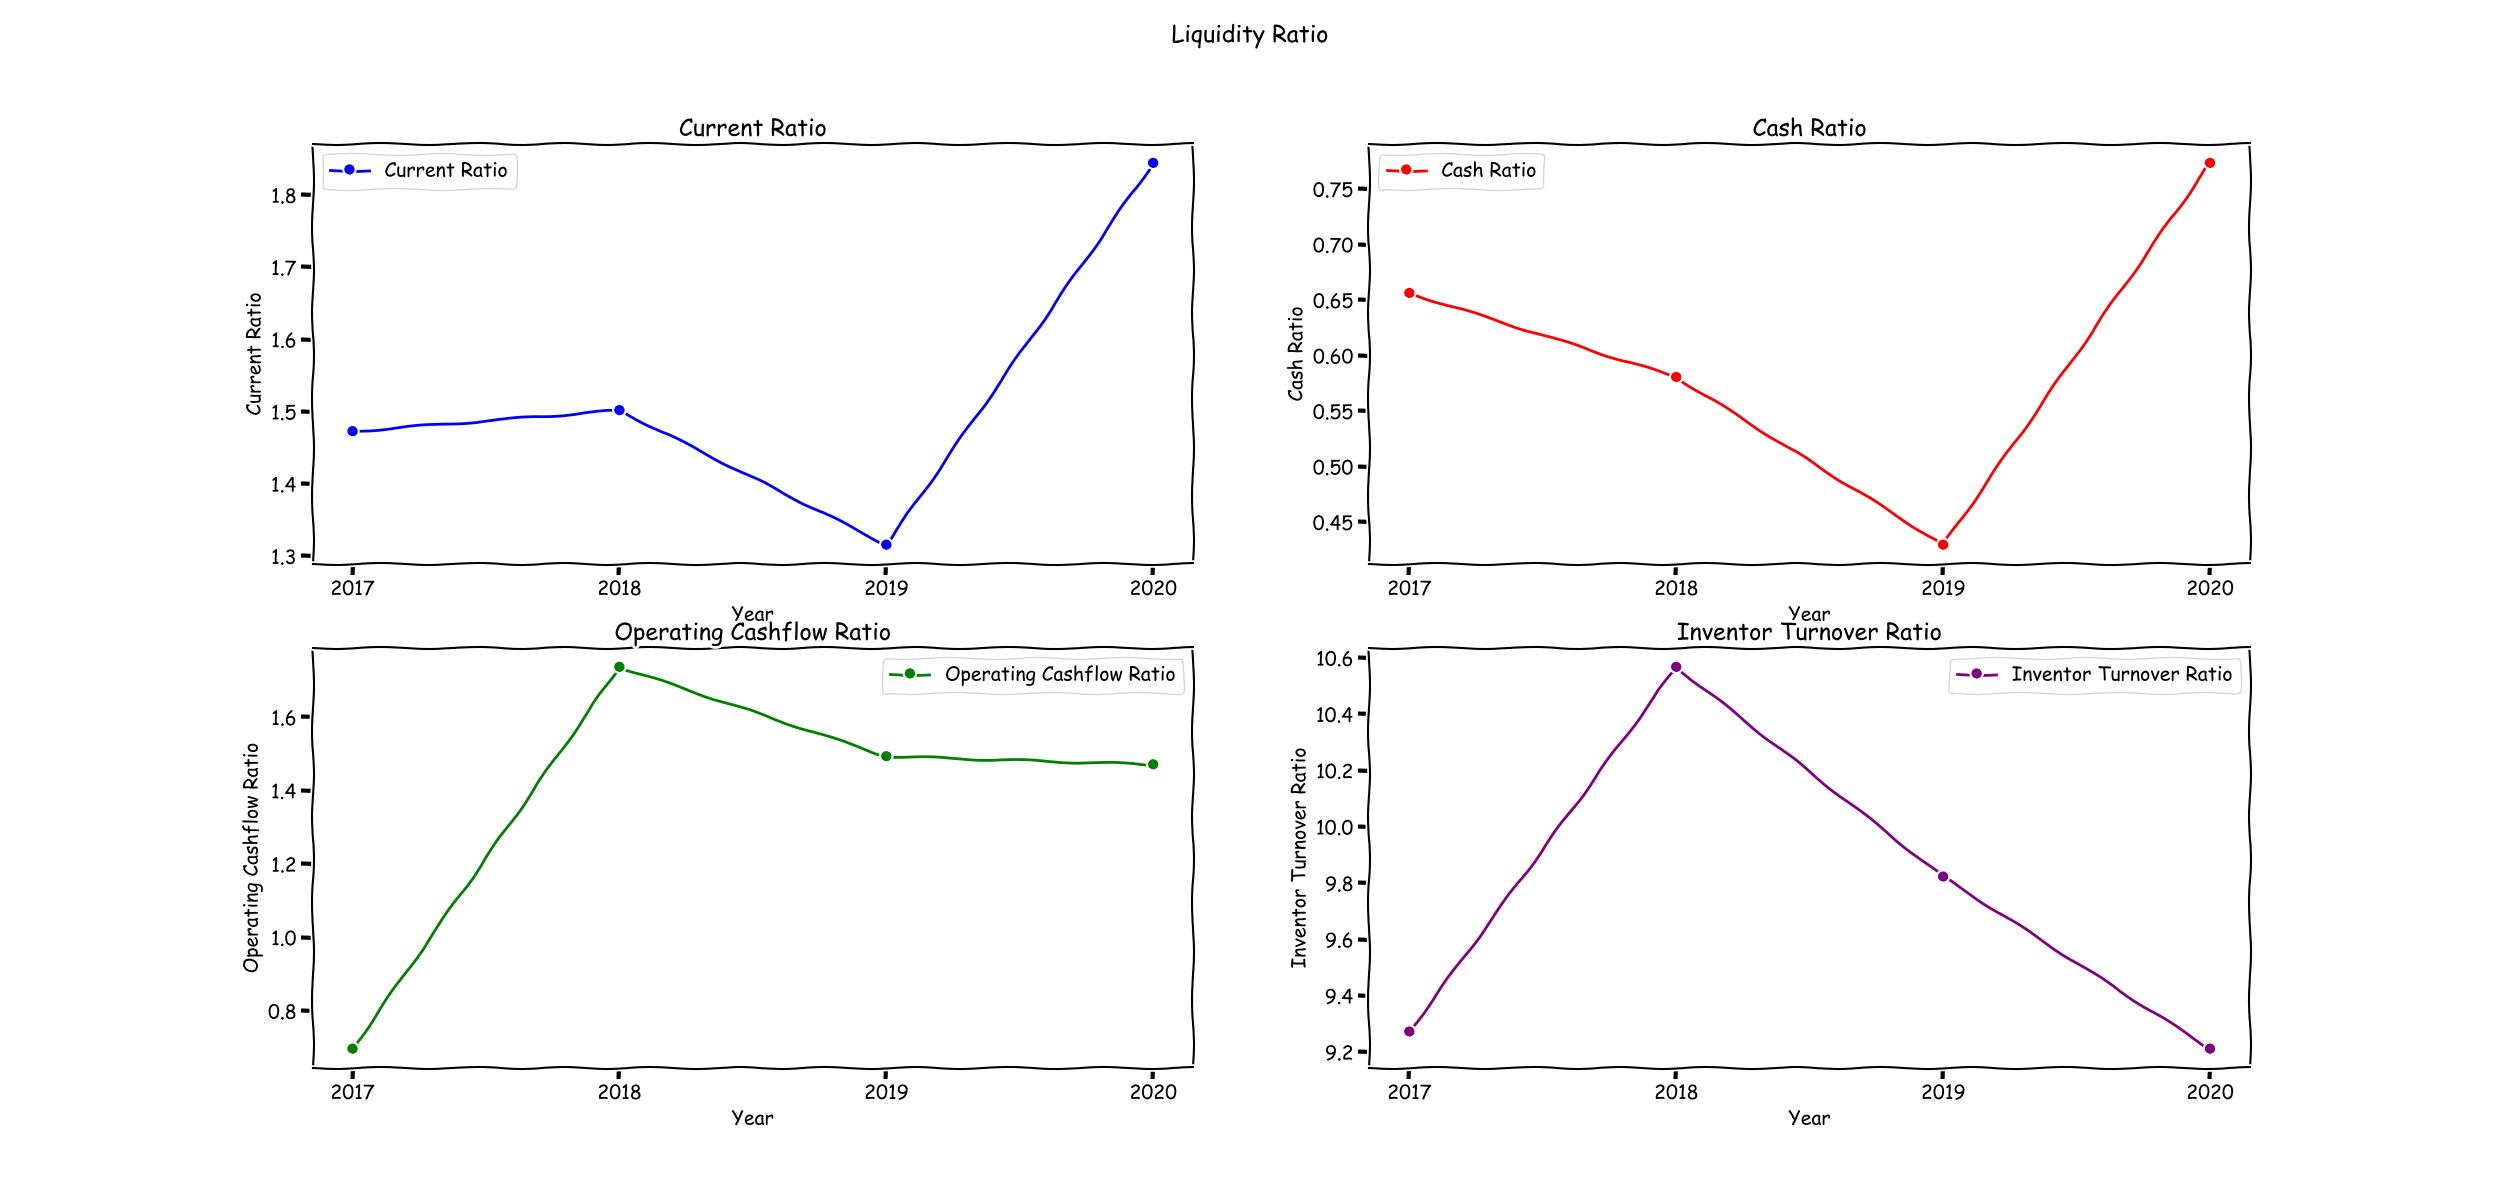 Liquidity Ratio
Current Ratio
Current Ratio
1.8
1.7
1.6
1.5
1.4
1.3
Current Ratio
2017 2018 2019 2020
Year
Cash Ratio
Cash Ratio
0.75
0.70
0.65
0.60
0.55
0.50
0.45
Cash Ratio
2017 2018 2019 2020
Year
Operating Cashflow Ratio
Operating Cashflow Ratio
1.6
1.4
1.2
1.0
0.8
Operating Cashflow Ratio
2017 2018 2019 2020
Year
Inventor Turnover Ratio
Inventor Turnover Ratio
10.6
10.4
10.2
10.0
9.8
9.6
9.4
9.2
Inventor Turnover Ratio
2017 2018 2019 2020
Year